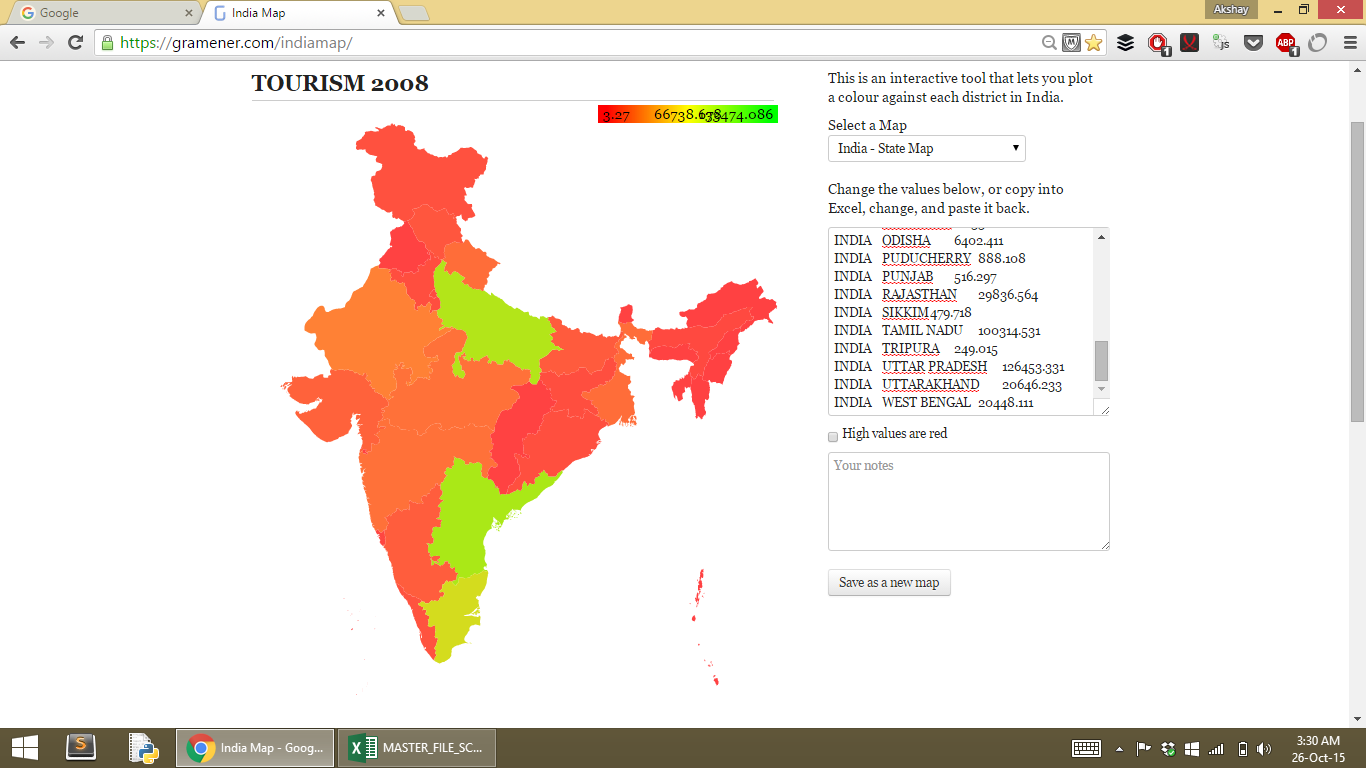 Google
India Map
Akshay
https://gramener.com/indiamap/
TOURISM 2008
3.27 66738.678 133474.086
This is an interactive tool that lets you plot
a colour against each district in India.
Select a Map
India - State Map
Change the values below, or copy into
Excel, change, and paste it back.
INDIA ODISHA 6402.411
INDIA PUDUCHERRY 888.108
INDIA PUNJAB 516.297
INDIA RAJASTHAN 29836.564
INDIA SIKKIM 479.718
INDIA TAMIL NADU 100314.531
INDIA TRIPURA 249.015
INDIA UTTAR PRADESH 126453.331
INDIA UTTARAKHAND 20646.233
INDIA WEST BENGAL 20448.111
High values are red
Your notes
Save as a new map
India Map - Goog...
MASTER_FILE_SC...
3:30 AM
26-Oct-15
js
ABP
1
1